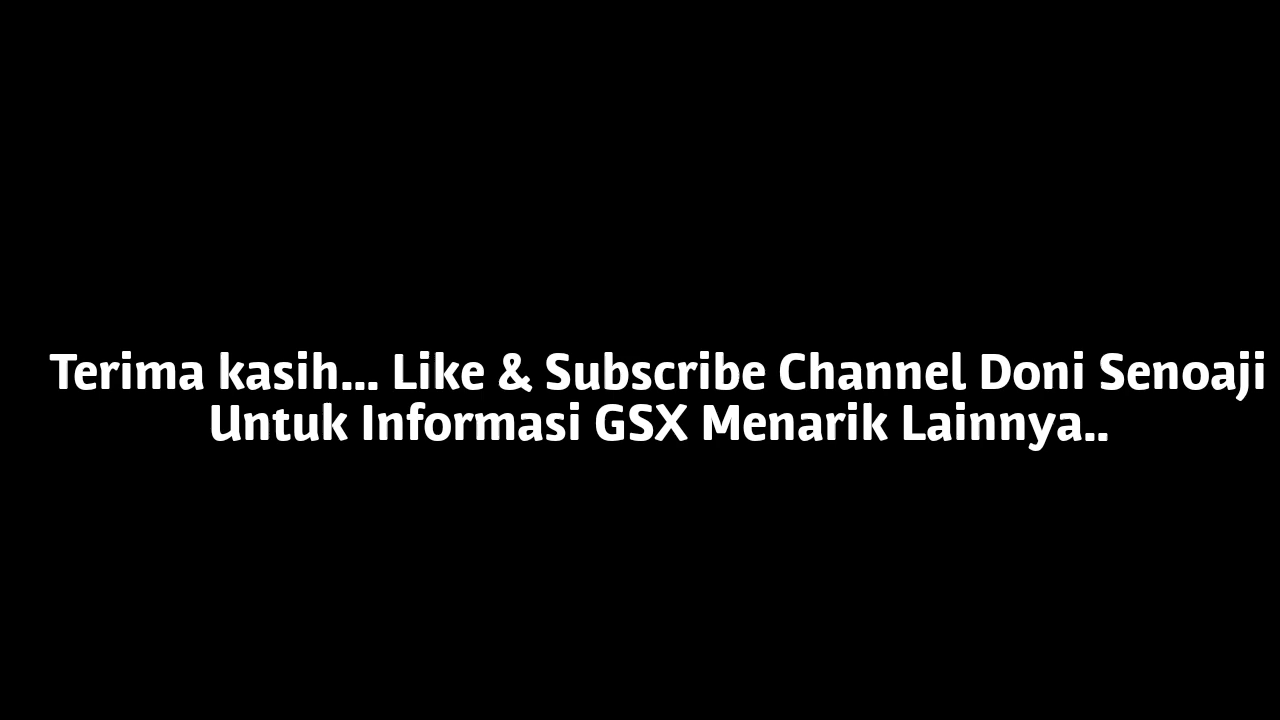 Terima kasih... Like & Subscribe Channel Doni Senoaji
Untuk Informasi GSX Menarik Lainnya..